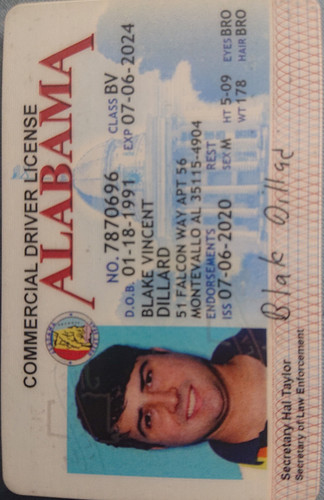 COMMERCIAL DRIVER LICENSE
ALABAMA
NO. 7870696 CLASS BV
D.O.B. 01-18-1991 EXP 07-06-2024
BLAKE VINCENT
DILLARD
51 FALCON WAY APT 56
MONTEVALLO AL 35115-4904
ENDORSEMENTS REST
ISS 07-06-2020 SEX M HT 5-09 EYES BRO
WT 178 HAIR BRO
Blak Dillad
Secretary Hal Taylor
Secretary of Law Enforcement